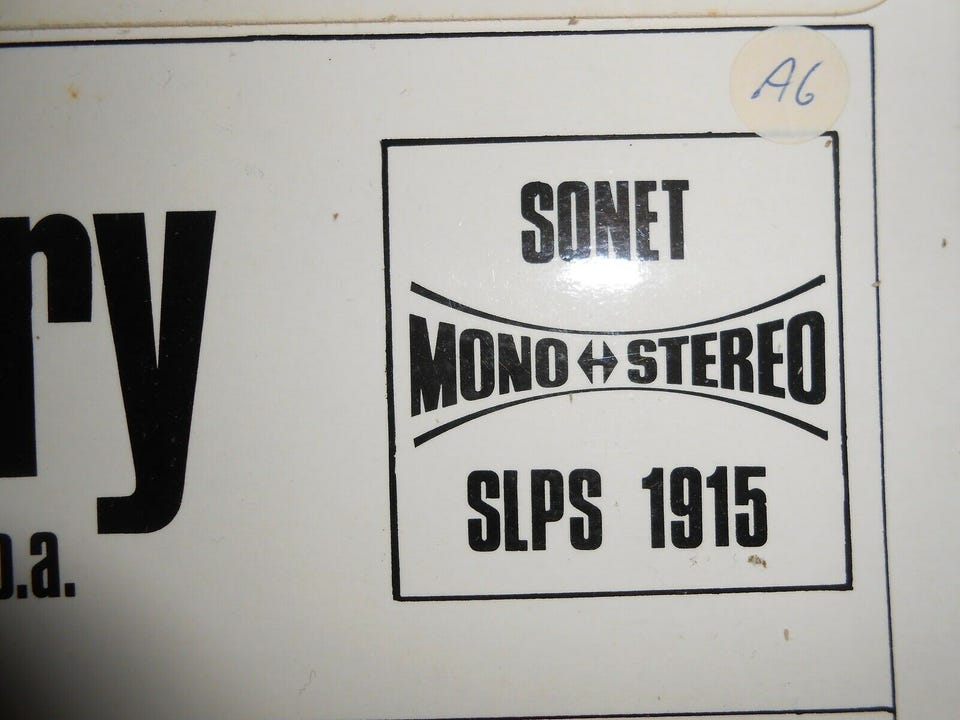 A6
SONET
ry
MONO↔STEREO
SLPS 1915
.a.